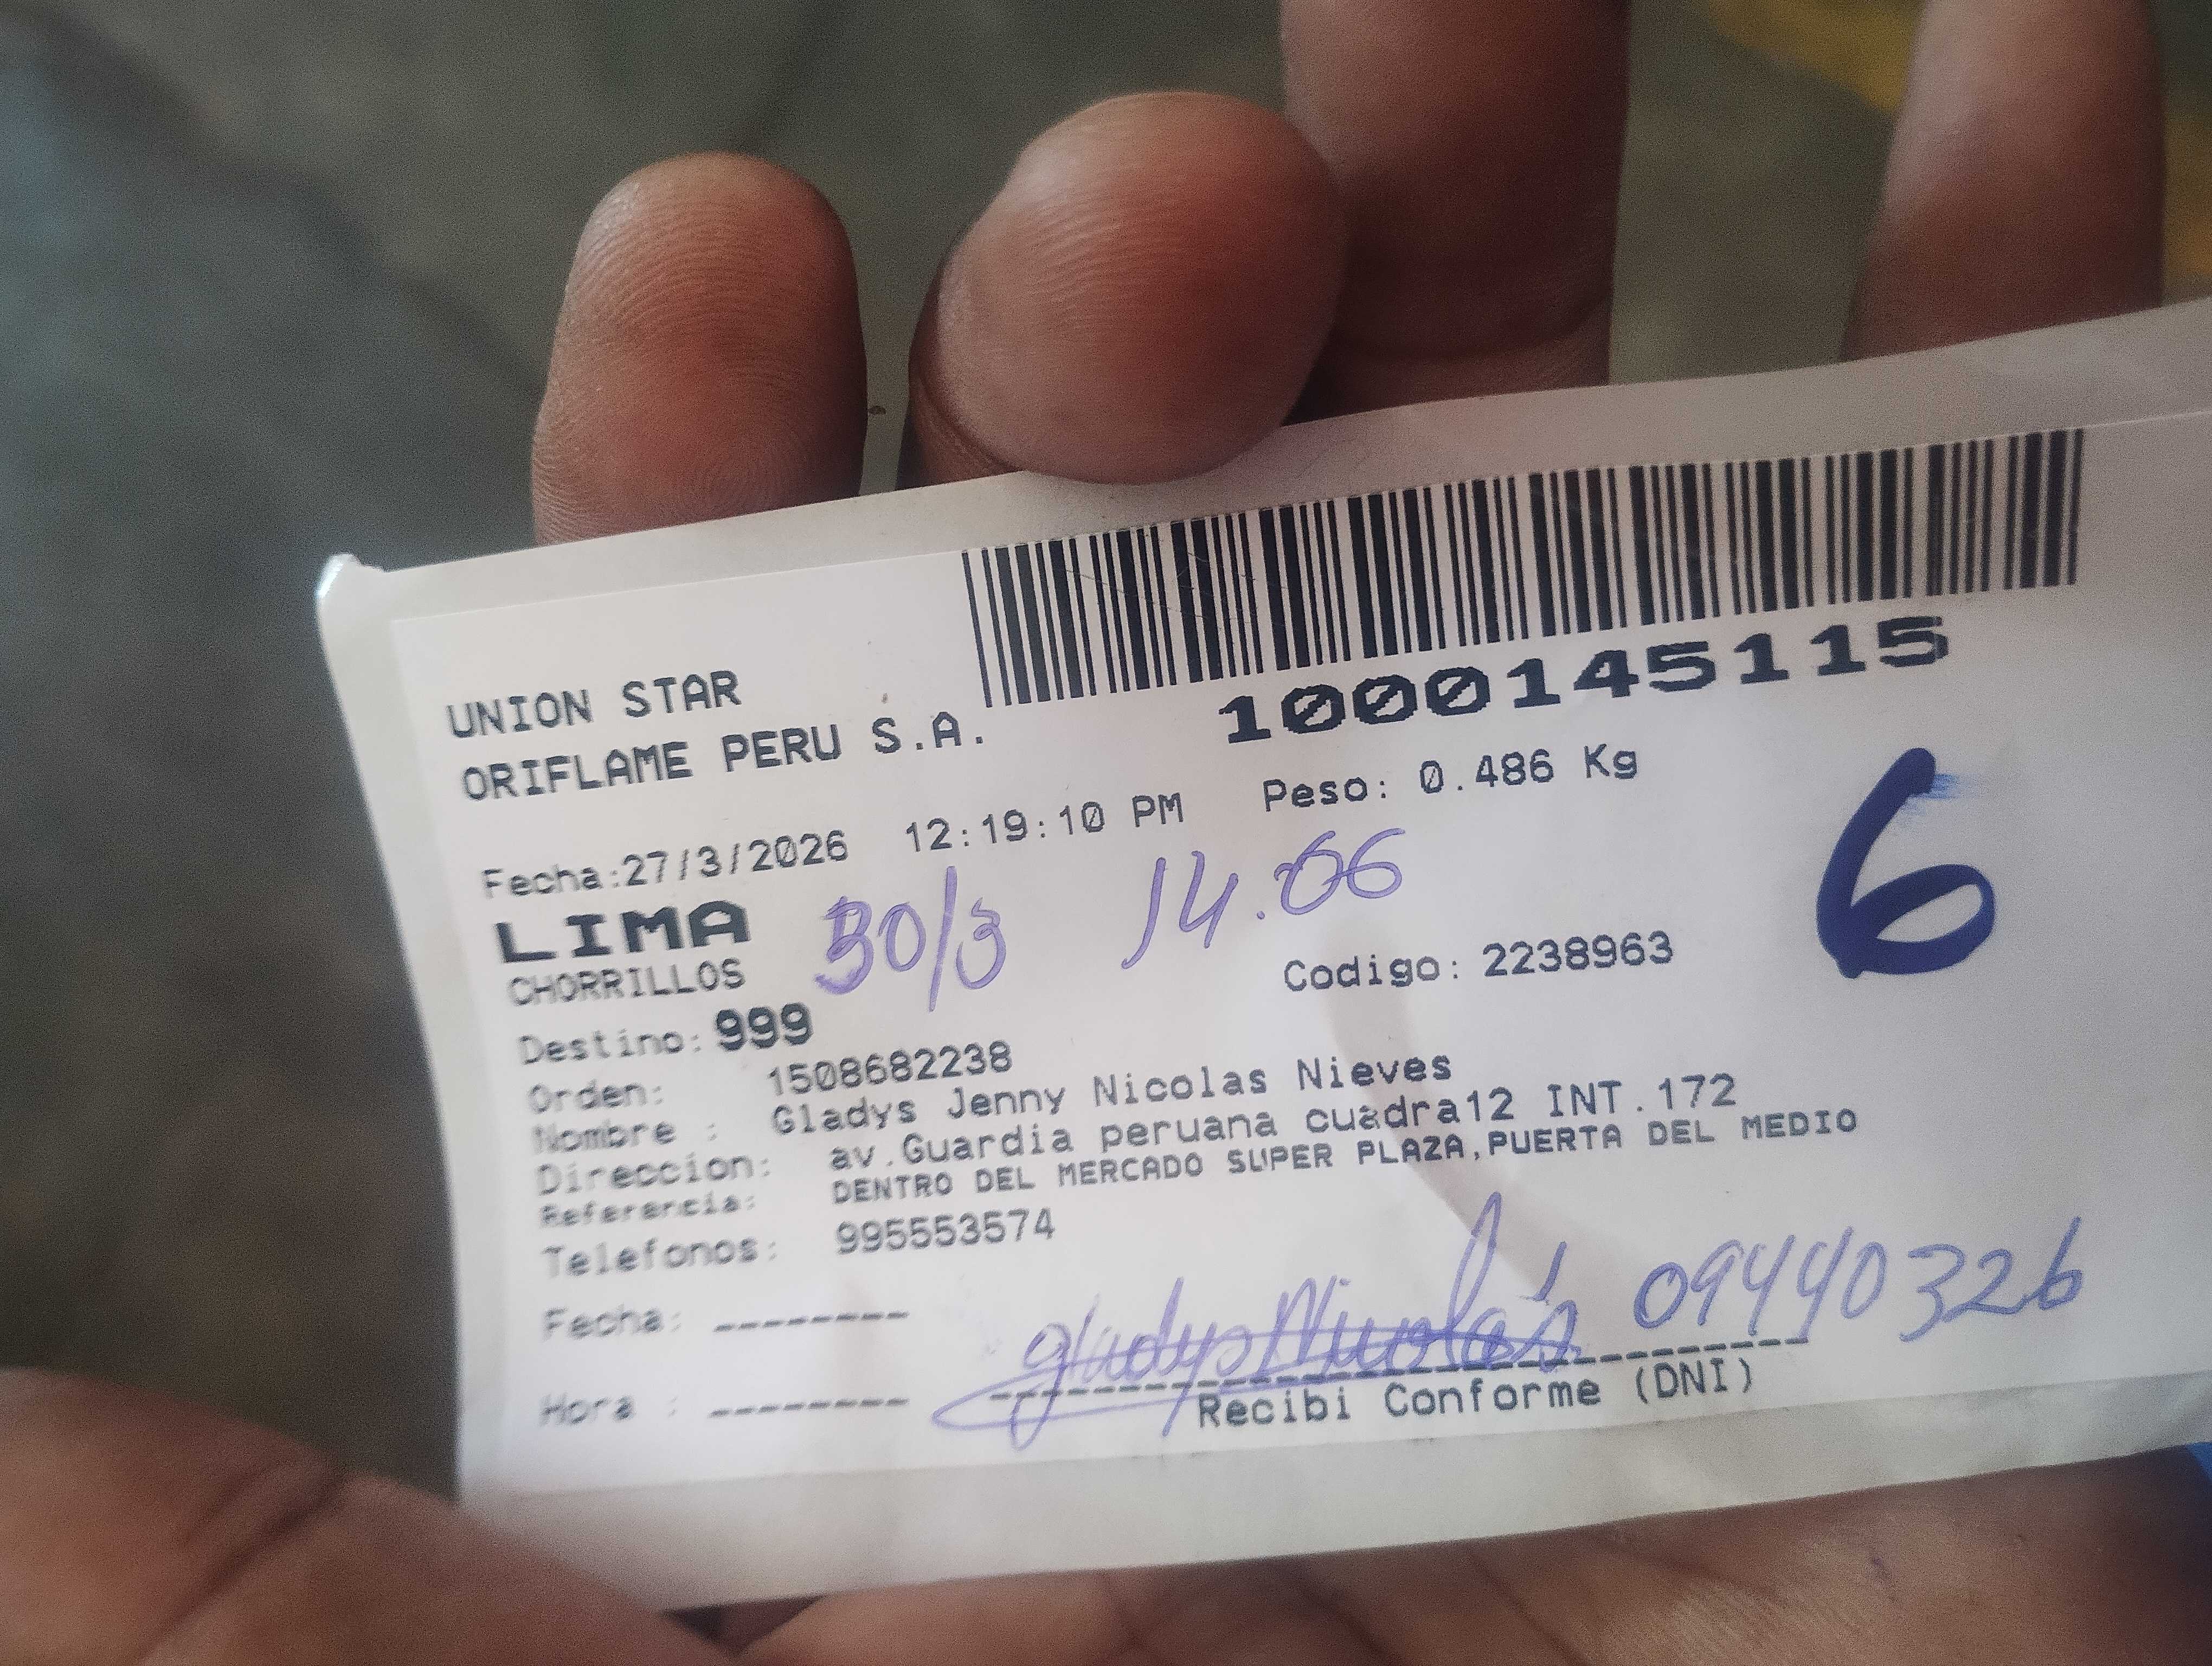 UNION STAR
ORIFLAME PERU S.A.
1000145115
Fecha:27/3/2026 12:19:10 PM Peso: 0.486 Kg
6
LIMA 30/3 14.06
CHORRILLOS
Codigo: 2238963
Destino: 999
Orden: 1508682238
Nombre : Gladys Jenny Nicolas Nieves
Direccion: av.Guardia peruana cuadra12 INT.172
Referencia: DENTRO DEL MERCADO SUPER PLAZA,PUERTA DEL MEDIO
Telefonos: 995553574
Fecha: --------
gladys Nicolás 09440326
Hora : --------
Recibi Conforme (DNI)